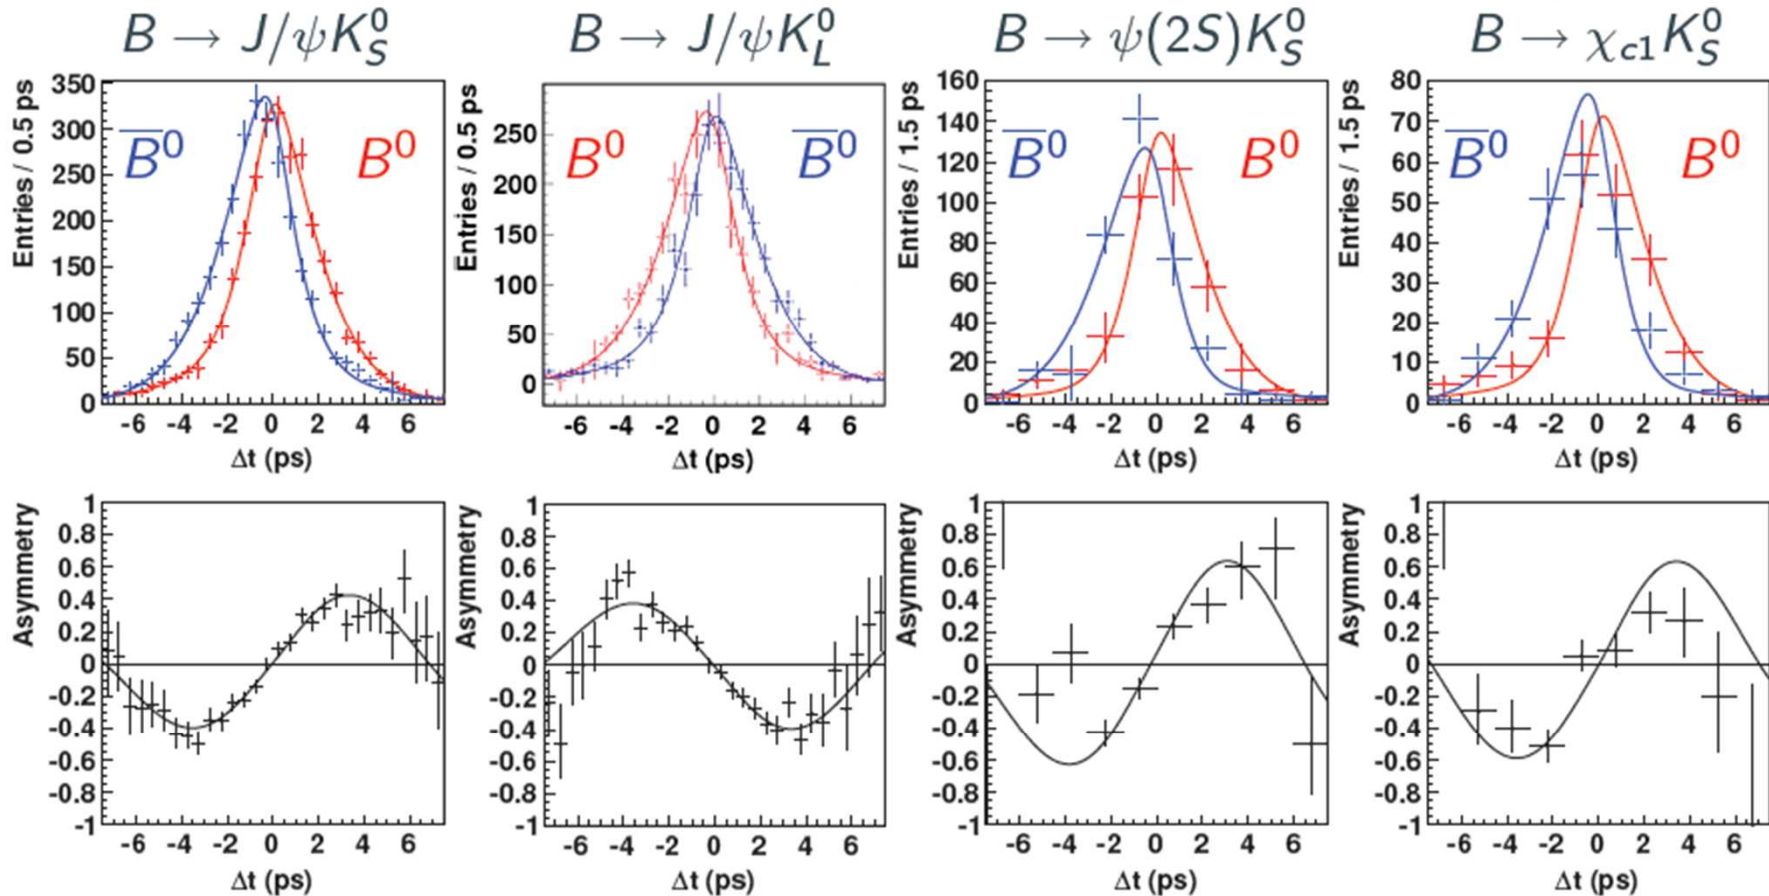 B → J/ψK⁰_S
B → J/ψK⁰_L
B → ψ(2S)K⁰_S
B → χ_c1K⁰_S
Entries / 0.5 ps
350
300
250
200
150
100
50
0
B̅⁰
B⁰
-6 -4 -2 0 2 4 6
Δt (ps)
Entries / 0.5 ps
250
200
150
100
50
0
B⁰
B̅⁰
-6 -4 -2 0 2 4 6
Δt (ps)
Entries / 1.5 ps
160
140
120
100
80
60
40
20
0
B̅⁰
B⁰
-6 -4 -2 0 2 4 6
Δt (ps)
Entries / 1.5 ps
80
70
60
50
40
30
20
10
0
B̅⁰
B⁰
-6 -4 -2 0 2 4 6
Δt (ps)
Asymmetry
1
0.8
0.6
0.4
0.2
0
-0.2
-0.4
-0.6
-0.8
-1
-6 -4 -2 0 2 4 6
Δt (ps)
Asymmetry
1
0.8
0.6
0.4
0.2
0
-0.2
-0.4
-0.6
-0.8
-1
-6 -4 -2 0 2 4 6
Δt (ps)
Asymmetry
1
0.8
0.6
0.4
0.2
0
-0.2
-0.4
-0.6
-0.8
-1
-6 -4 -2 0 2 4 6
Δt (ps)
Asymmetry
1
0.8
0.6
0.4
0.2
0
-0.2
-0.4
-0.6
-0.8
-1
-6 -4 -2 0 2 4 6
Δt (ps)